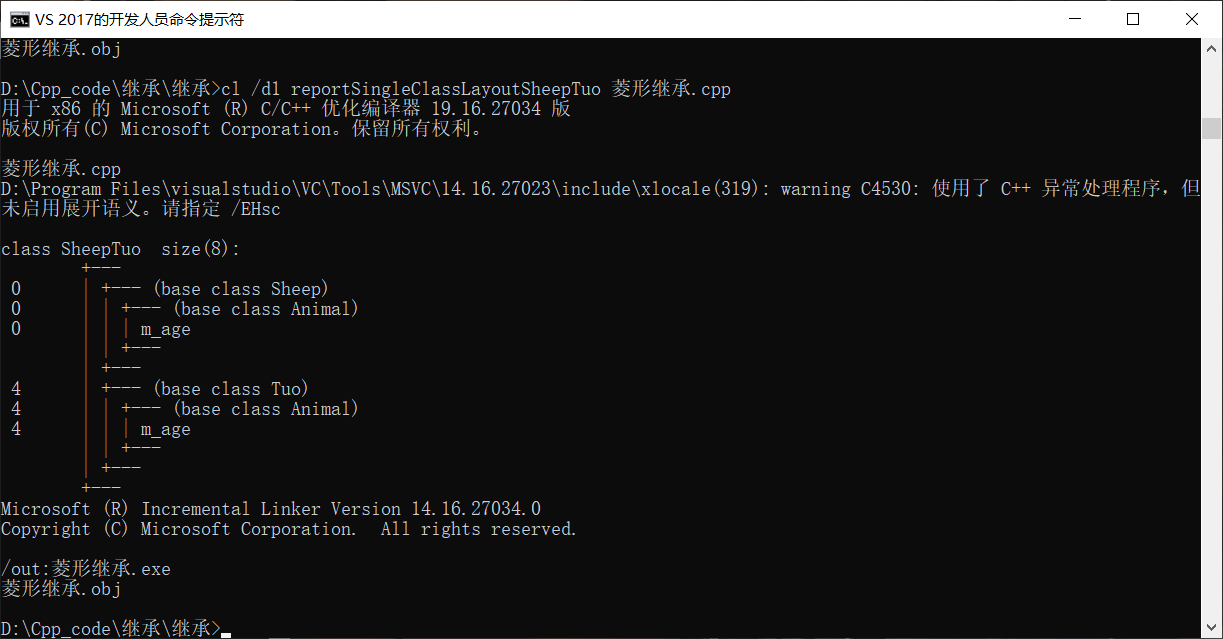 VS 2017的开发人员命令提示符
菱形继承.obj
D:\Cpp_code\继承\继承>cl /d1 reportSingleClassLayoutSheepTuo 菱形继承.cpp
用于 x86 的 Microsoft (R) C/C++ 优化编译器 19.16.27034 版
版权所有(C) Microsoft Corporation。保留所有权利。
菱形继承.cpp
D:\Program Files\visualstudio\VC\Tools\MSVC\14.16.27023\include\xlocale(319): warning C4530: 使用了 C++ 异常处理程序，但
未启用展开语义。请指定 /EHsc
class SheepTuo  size(8):
        +---
 0      | +--- (base class Sheep)
 0      | | +--- (base class Animal)
 0      | | | m_age
        | | +---
        | +---
 4      | +--- (base class Tuo)
 4      | | +--- (base class Animal)
 4      | | | m_age
        | | +---
        | +---
        +---
Microsoft (R) Incremental Linker Version 14.16.27034.0
Copyright (C) Microsoft Corporation.  All rights reserved.
/out:菱形继承.exe
菱形继承.obj
D:\Cpp_code\继承\继承>